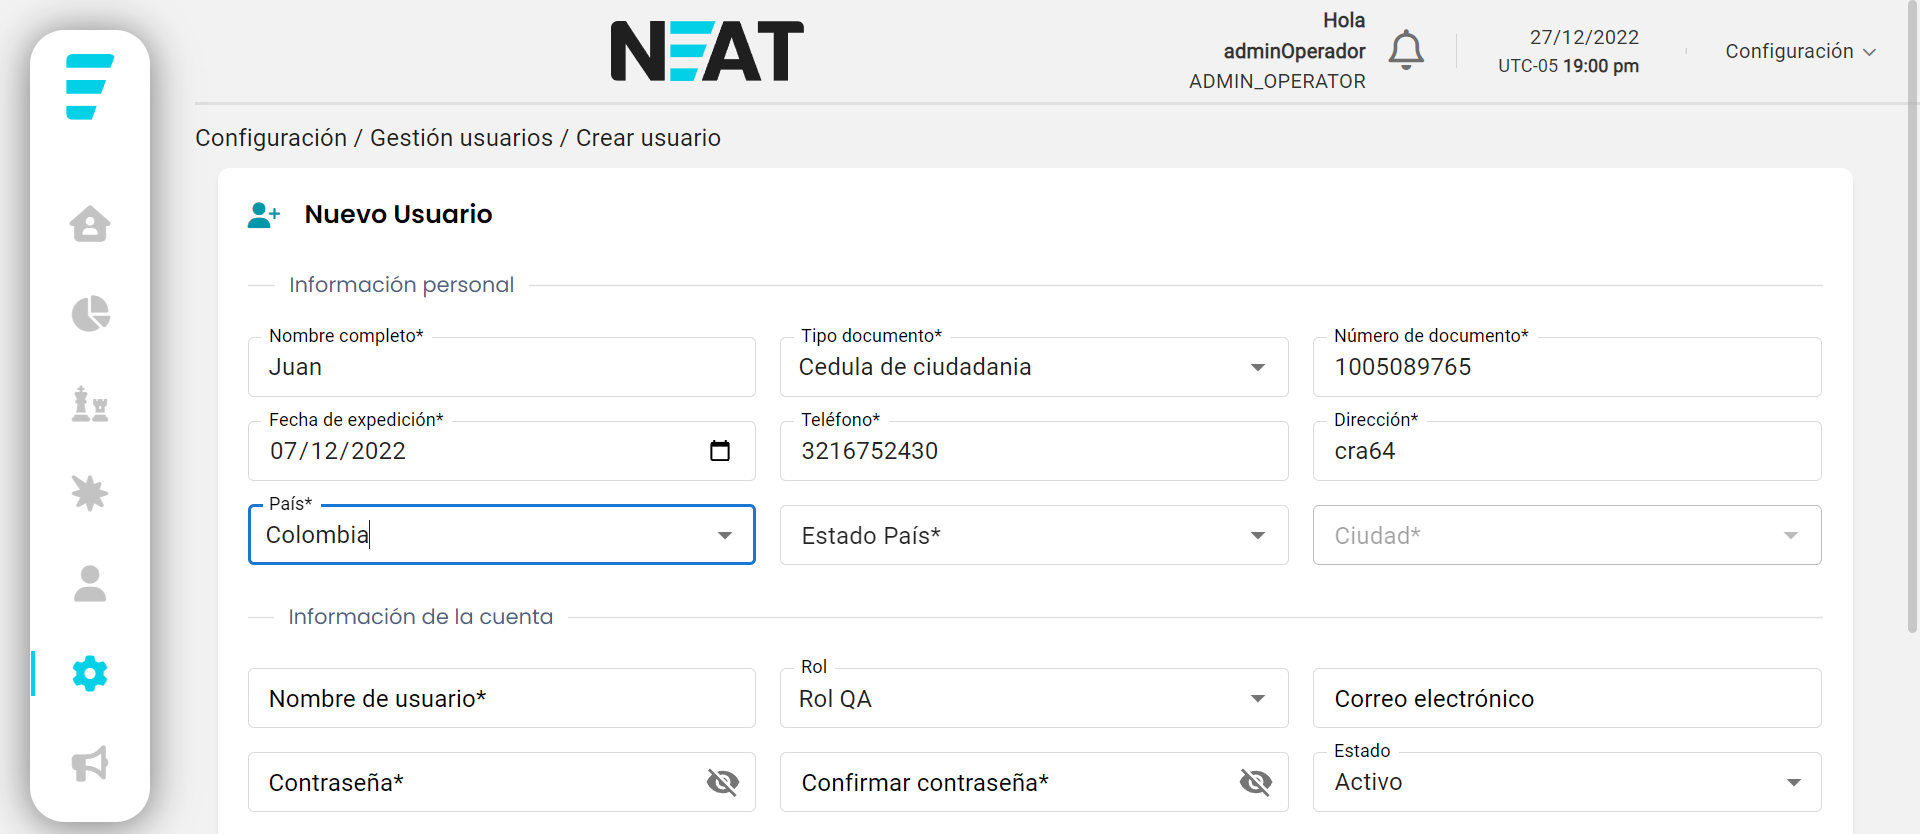 NEAT
Hola
adminOperador
ADMIN_OPERATOR
27/12/2022
UTC-05 19:00 pm
Configuración
Configuración / Gestión usuarios / Crear usuario
Nuevo Usuario
Información personal
Nombre completo*
Juan
Tipo documento*
Cedula de ciudadania
Número de documento*
1005089765
Fecha de expedición*
07/12/2022
Teléfono*
3216752430
Dirección*
cra64
País*
Colombia
Estado País*
Ciudad*
Información de la cuenta
Nombre de usuario*
Rol
Rol QA
Correo electrónico
Contraseña*
Confirmar contraseña*
Estado
Activo